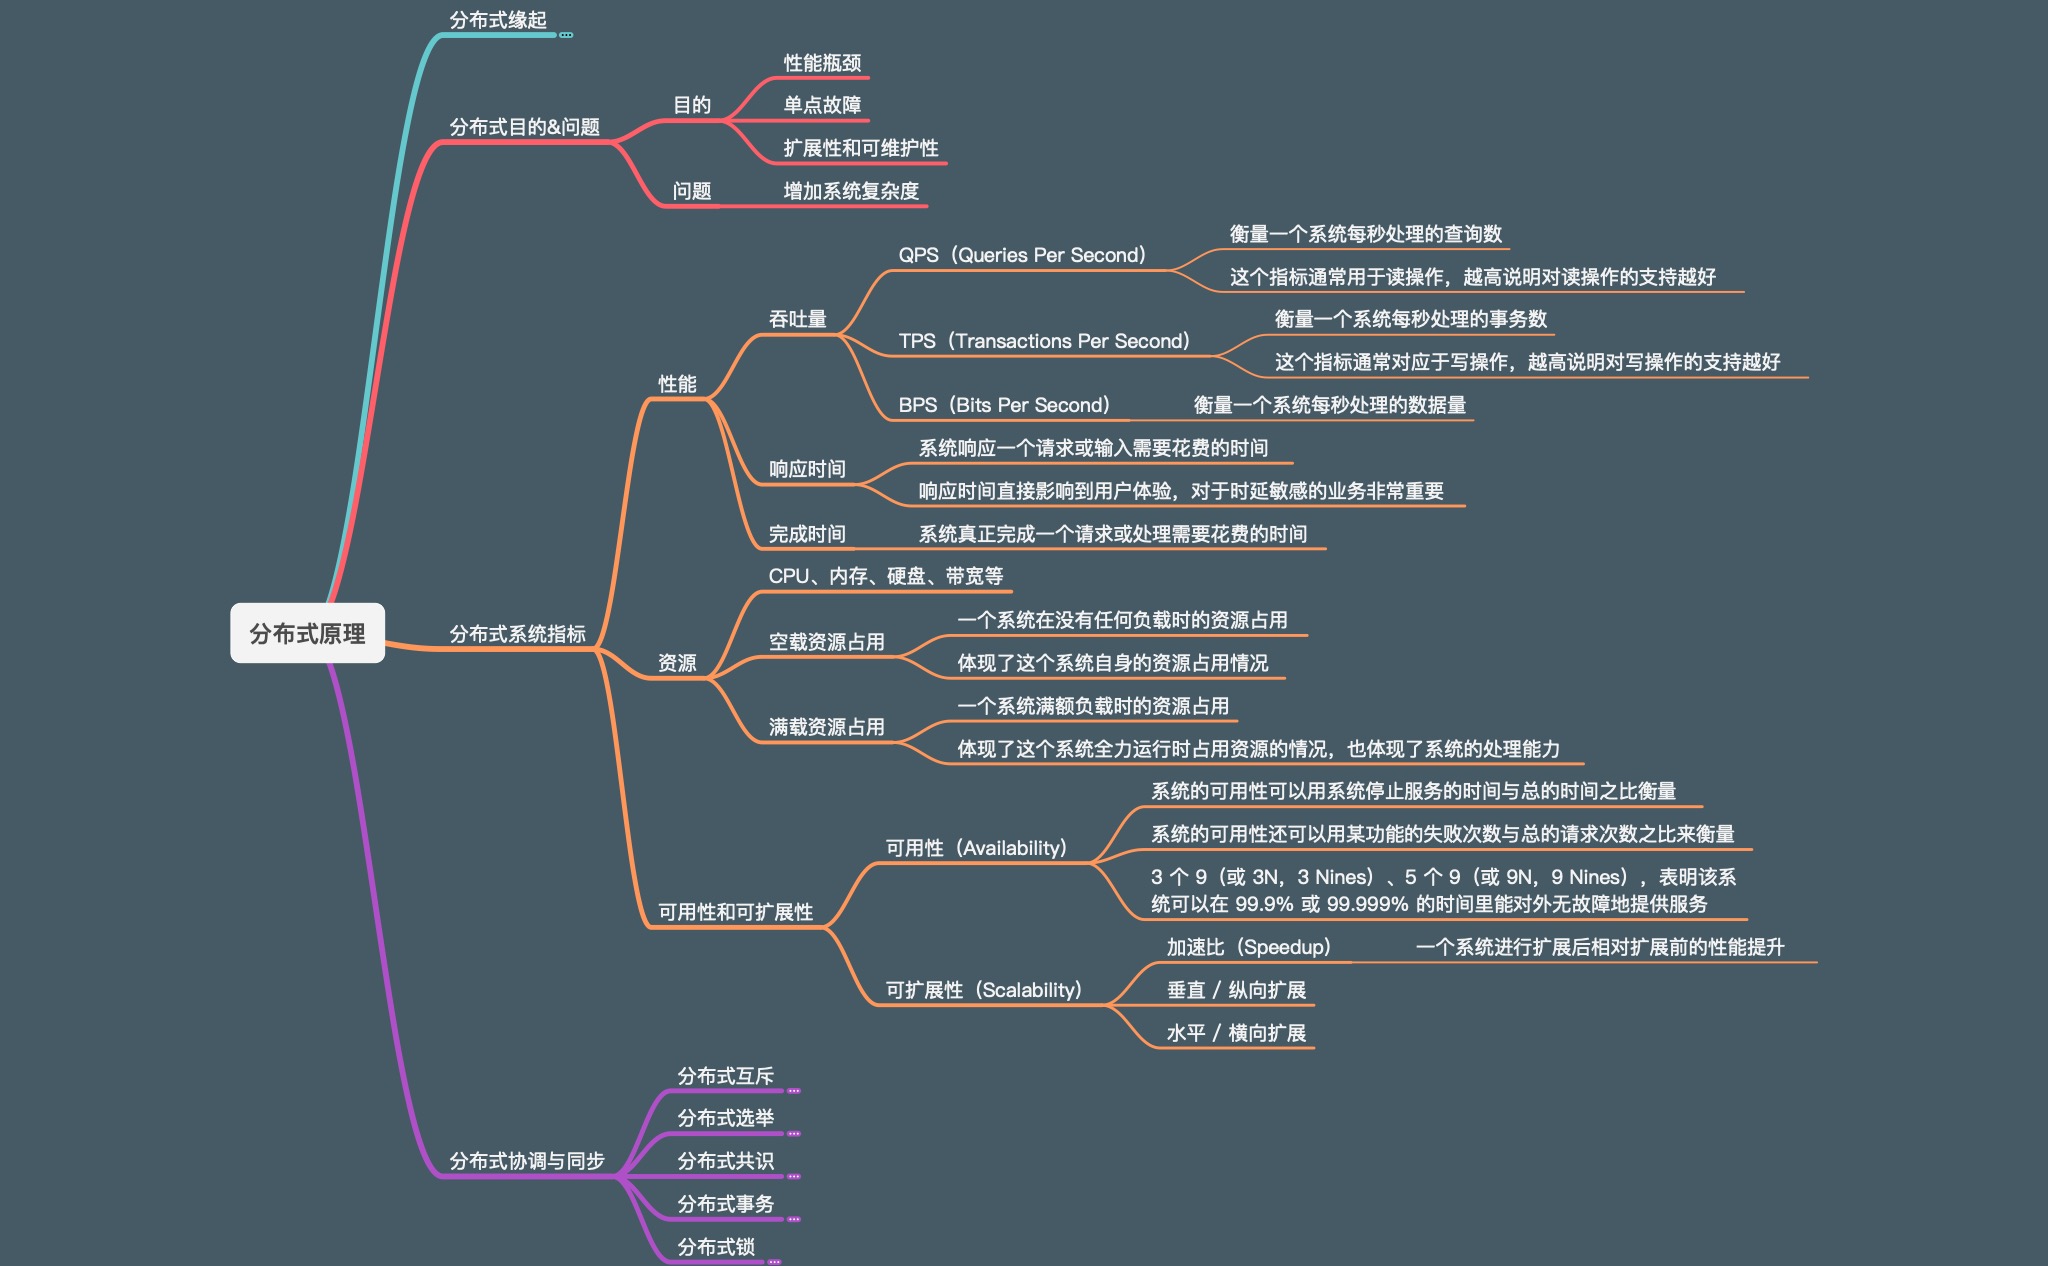 分布式缘起
性能瓶颈
目的
单点故障
分布式目的&问题
扩展性和可维护性
问题
增加系统复杂度
衡量一个系统每秒处理的查询数
QPS（Queries Per Second）
这个指标通常用于读操作，越高说明对读操作的支持越好
吞吐量
衡量一个系统每秒处理的事务数
TPS（Transactions Per Second）
这个指标通常对应于写操作，越高说明对写操作的支持越好
性能
BPS（Bits Per Second）
衡量一个系统每秒处理的数据量
系统响应一个请求或输入需要花费的时间
响应时间
响应时间直接影响到用户体验，对于时延敏感的业务非常重要
完成时间
系统真正完成一个请求或处理需要花费的时间
CPU、内存、硬盘、带宽等
分布式原理
分布式系统指标
一个系统在没有任何负载时的资源占用
空载资源占用
资源
体现了这个系统自身的资源占用情况
一个系统满额负载时的资源占用
满载资源占用
体现了这个系统全力运行时占用资源的情况，也体现了系统的处理能力
系统的可用性可以用系统停止服务的时间与总的时间之比衡量
可用性（Availability）
系统的可用性还可以用某功能的失败次数与总的请求次数之比来衡量
3 个 9（或 3N，3 Nines）、5 个 9（或 9N，9 Nines），表明该系
统可以在 99.9% 或 99.999% 的时间里能对外无故障地提供服务
可用性和可扩展性
加速比（Speedup）
一个系统进行扩展后相对扩展前的性能提升
可扩展性（Scalability）
垂直 / 纵向扩展
水平 / 横向扩展
分布式互斥
分布式选举
分布式协调与同步
分布式共识
分布式事务
分布式锁